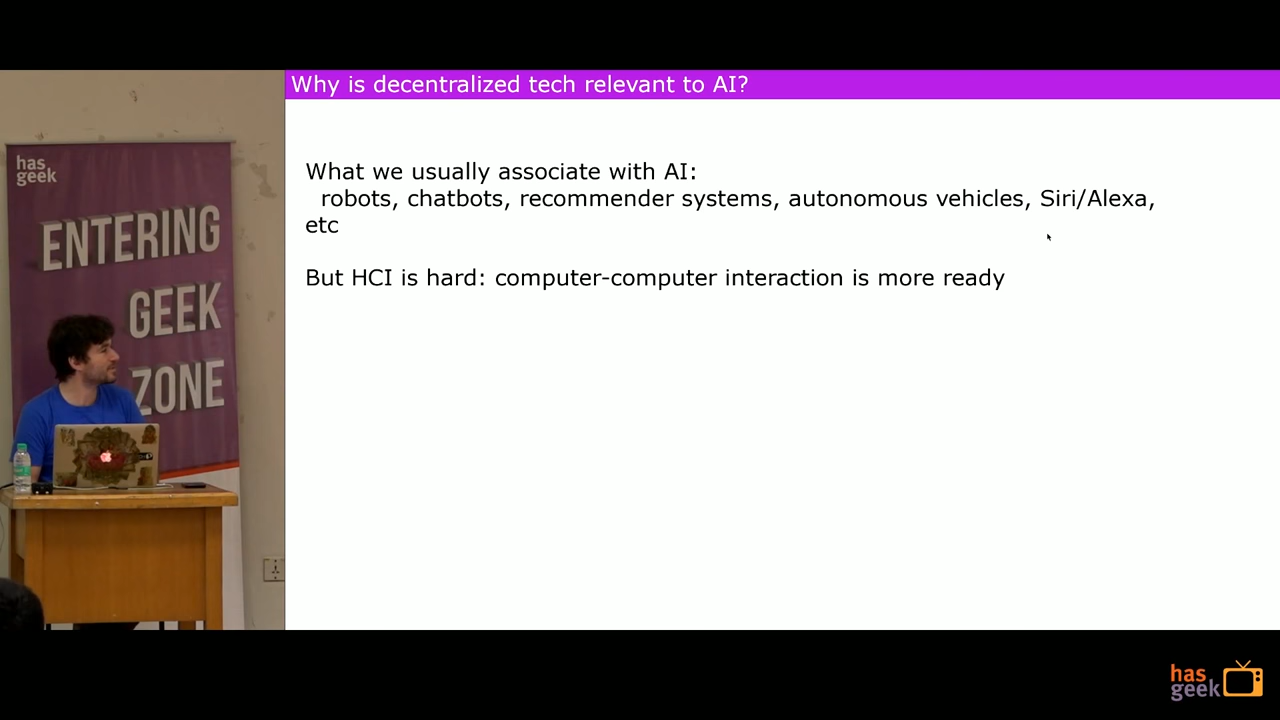 Why is decentralized tech relevant to AI?
has
geek
ENTERING
GEEK
ZONE
What we usually associate with AI:
robots, chatbots, recommender systems, autonomous vehicles, Siri/Alexa,
etc
But HCI is hard: computer-computer interaction is more ready
has
geek